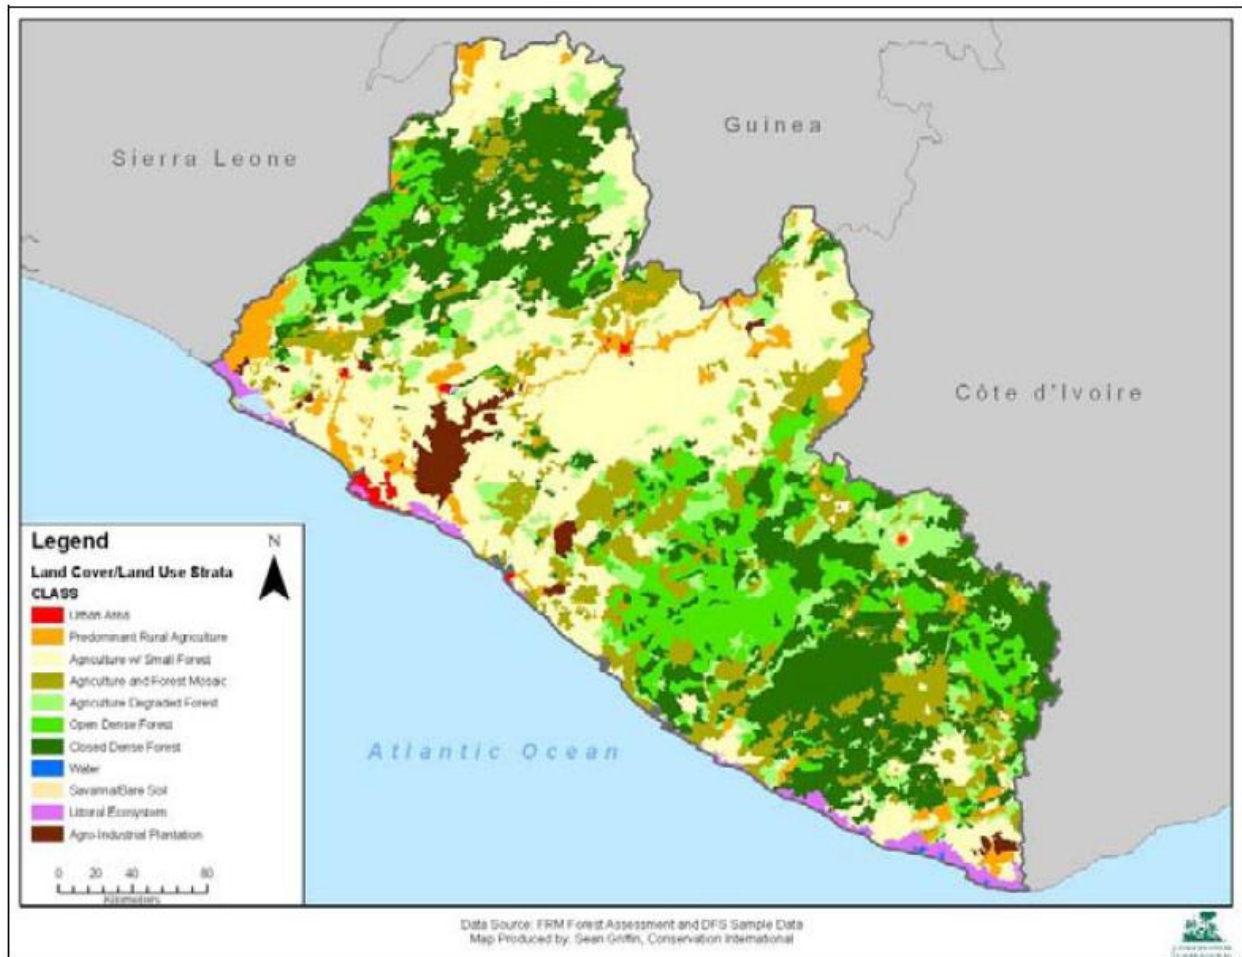 Sierra Leone
Guinea
Côte d'Ivoire
Atlantic Ocean
Legend
N
Land Cover/Land Use Strata
CLASS
Urban Area
Predominant Rural Agriculture
Agriculture w/ Small Forest
Agriculture and Forest Mosaic
Agriculture Degraded Forest
Open Dense Forest
Closed Dense Forest
Water
Savanna/Bare Soil
Littoral Ecosystem
Agro-Industrial Plantation
0 20 40 80
Kilometers
Data Source: FRM Forest Assessment and DFS Sample Data
Map Produced by: Sean Griffin, Conservation International